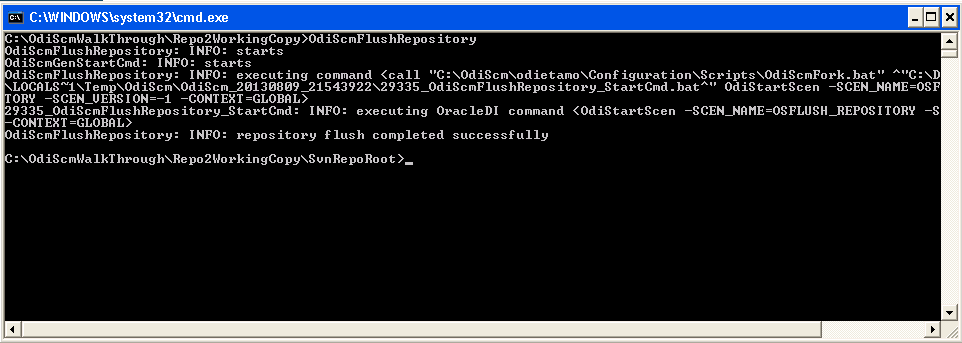 C:\WINDOWS\system32\cmd.exe
C:\OdiScmWalkThrough\Repo2WorkingCopy>OdiScmFlushRepository
OdiScmFlushRepository: INFO: starts
OdiScmGenStartCmd: INFO: starts
OdiScmFlushRepository: INFO: executing command <call "C:\OdiScm\odietamo\Configuration\Scripts\OdiScmFork.bat" ^"C:\D
\LOCALS~1\Temp\OdiScm\OdiScm_20130809_21543922\29335_OdiScmFlushRepository_StartCmd.bat^" OdiStartScen -SCEN_NAME=OSF
TORY -SCEN_VERSION=-1 -CONTEXT=GLOBAL>
29335_OdiScmFlushRepository_StartCmd: INFO: executing OracleDI command <OdiStartScen -SCEN_NAME=OSFLUSH_REPOSITORY -S
-CONTEXT=GLOBAL>
OdiScmFlushRepository: INFO: repository flush completed successfully
C:\OdiScmWalkThrough\Repo2WorkingCopy\SvnRepoRoot>_